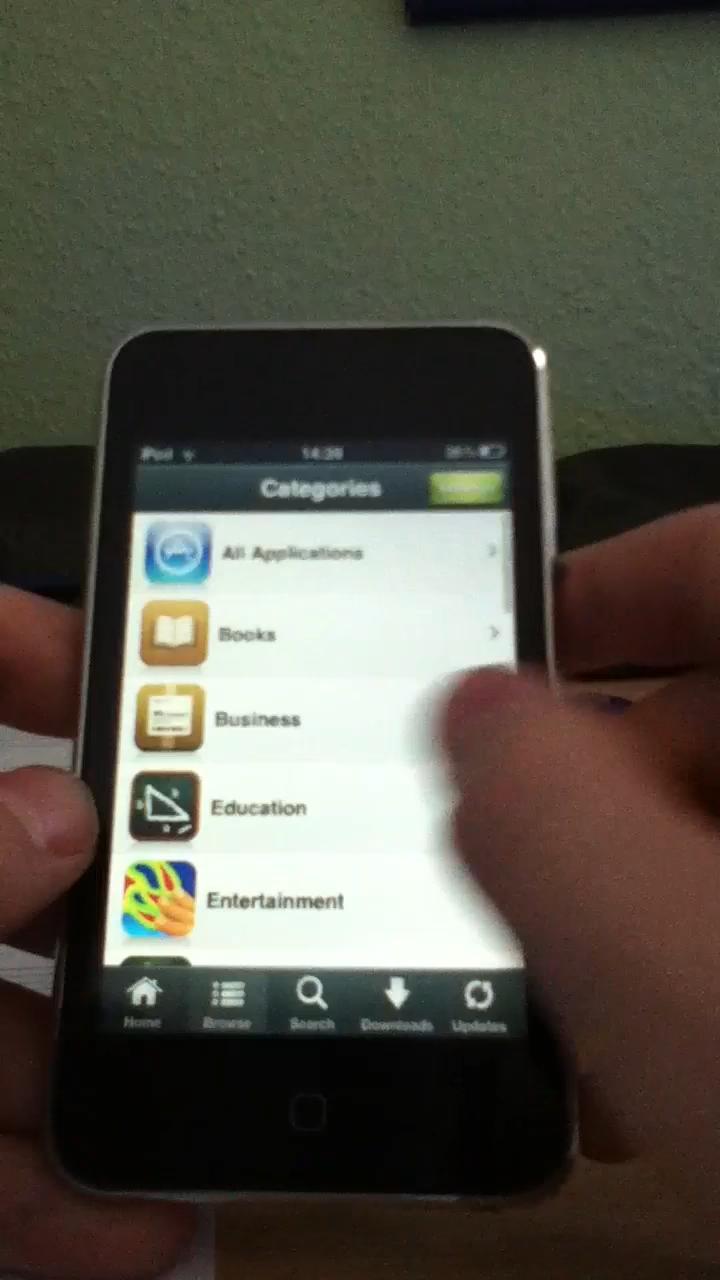 iPod 14:39
Categories
All Applications
Books
Business
Education
Entertainment
Home Browse Search Downloads Updates